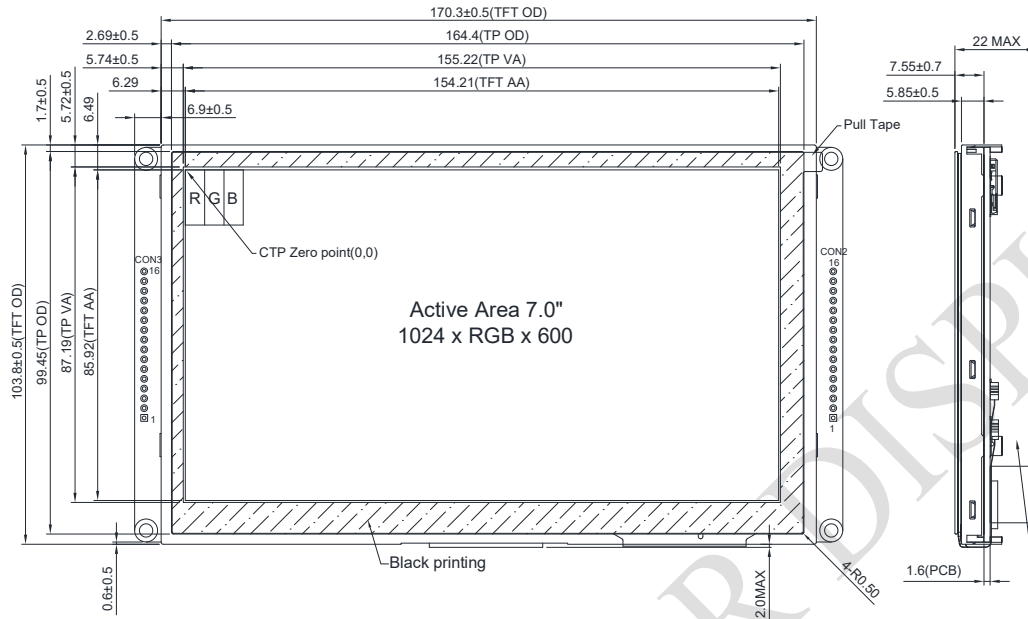 170.3±0.5(TFT OD)
2.69±0.5
164.4(TP OD)
22 MAX
5.74±0.5
155.22(TP VA)
7.55±0.7
6.29
154.21(TFT AA)
5.85±0.5
1.7±0.5
5.72±0.5
6.49
6.9±0.5
Pull Tape
R G B
CTP Zero point(0,0)
CON3
16
CON2
16
Active Area 7.0"
1024 x RGB x 600
103.8±0.5(TFT OD)
99.45(TP OD)
87.19(TP VA)
85.92(TFT AA)
1
1
Black printing
4-R0.50
0.6±0.5
2.0MAX
1.6(PCB)
R DISP